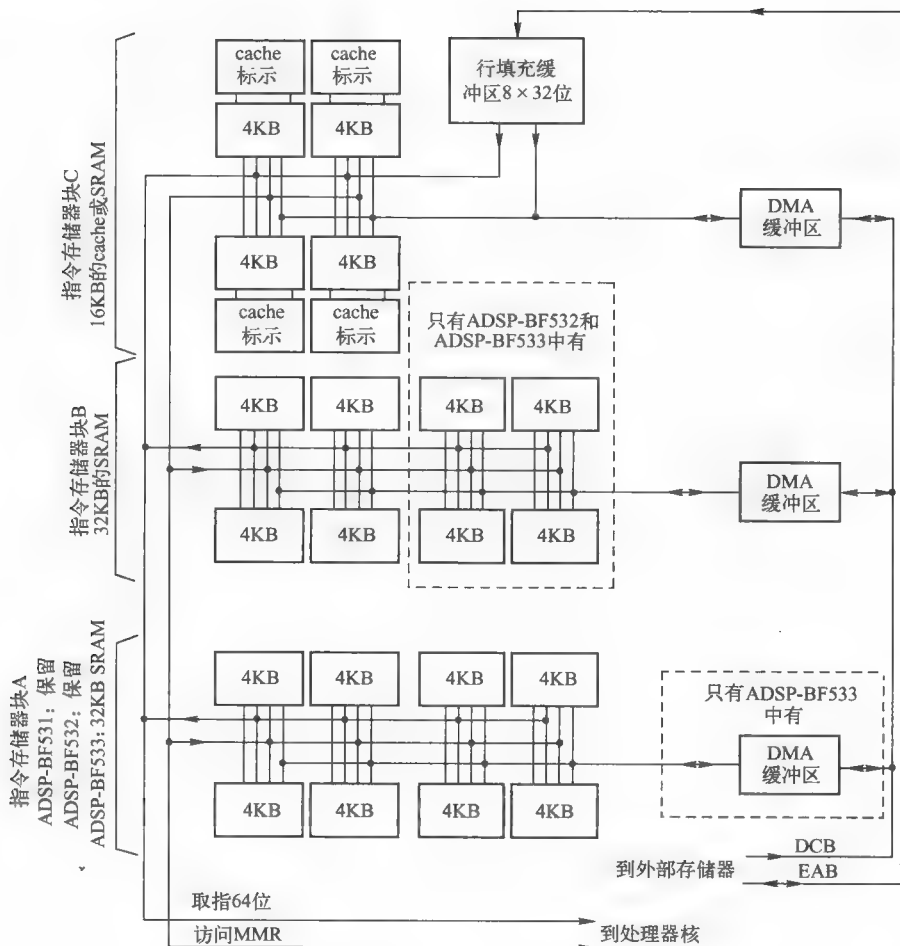 cache
标示
cache
标示
行填充缓
冲区8×32位
4KB
4KB
DMA
缓冲区
4KB
4KB
cache
标示
cache
标示
指令存储器块C
16KB的cache或SRAM
只有ADSP-BF532和
ADSP-BF533中有
4KB
4KB
4KB
4KB
DMA
缓冲区
4KB
4KB
4KB
4KB
指令存储器块B
32KB的SRAM
4KB
4KB
4KB
4KB
只有ADSP-BF533
中有
DMA
缓冲区
4KB
4KB
4KB
4KB
指令存储器块A
ADSP-BF531：保留
ADSP-BF532：保留
ADSP-BF533：32KB SRAM
DCB
到外部存储器
EAB
取指64位
访问MMR
到处理器核